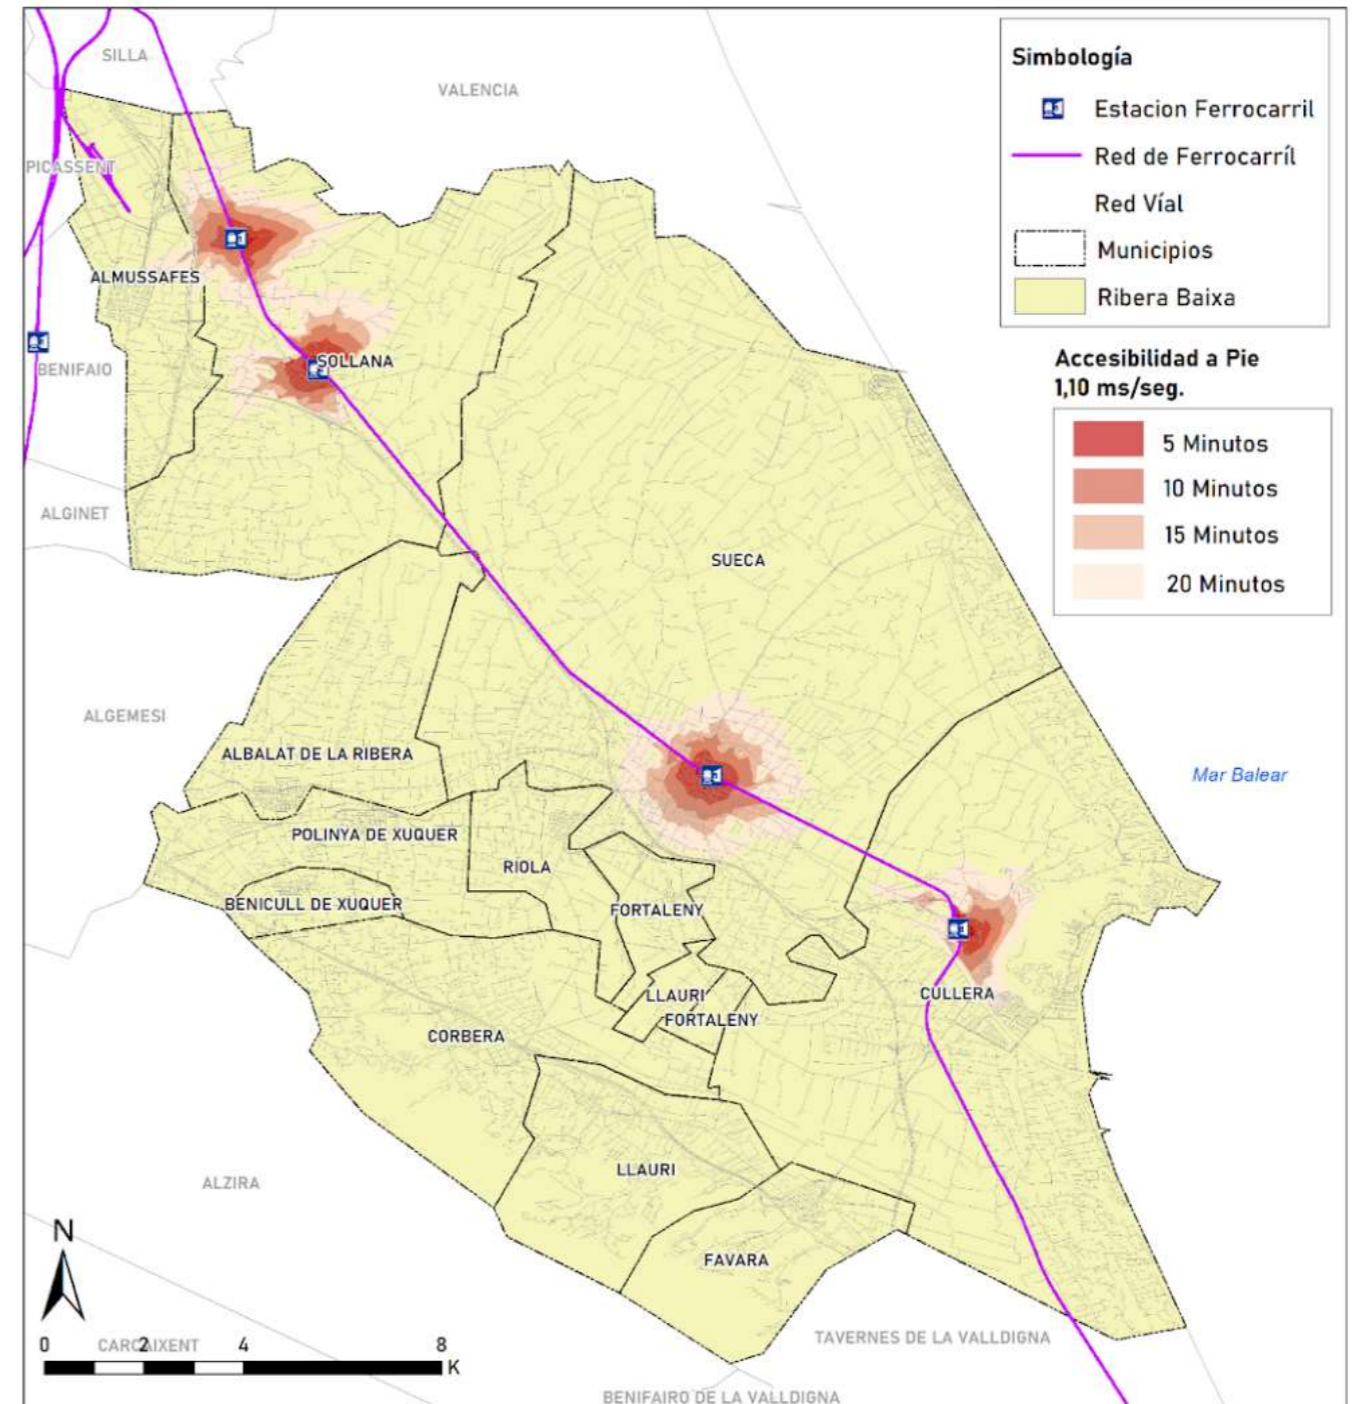 SILLA
VALENCIA
PICASSENT
ALMUSSAFES
SOLLANA
BENIFAIO
ALGINET
SUECA
ALGEMESI
ALBALAT DE LA RIBERA
POLINYA DE XUQUER
RIOLA
BENICULL DE XUQUER
FORTALENY
LLAURI
FORTALENY
CULLERA
CORBERA
LLAURI
ALZIRA
FAVARA
CARCAIXENT
TAVERNES DE LA VALLDIGNA
BENIFAIRO DE LA VALLDIGNA
Mar Balear
N
0 2 4 8
K
Simbología
Estacion Ferrocarril
Red de Ferrocarríl
Red Víal
Municipios
Ribera Baixa
Accesibilidad a Pie
1,10 ms/seg.
5 Minutos
10 Minutos
15 Minutos
20 Minutos